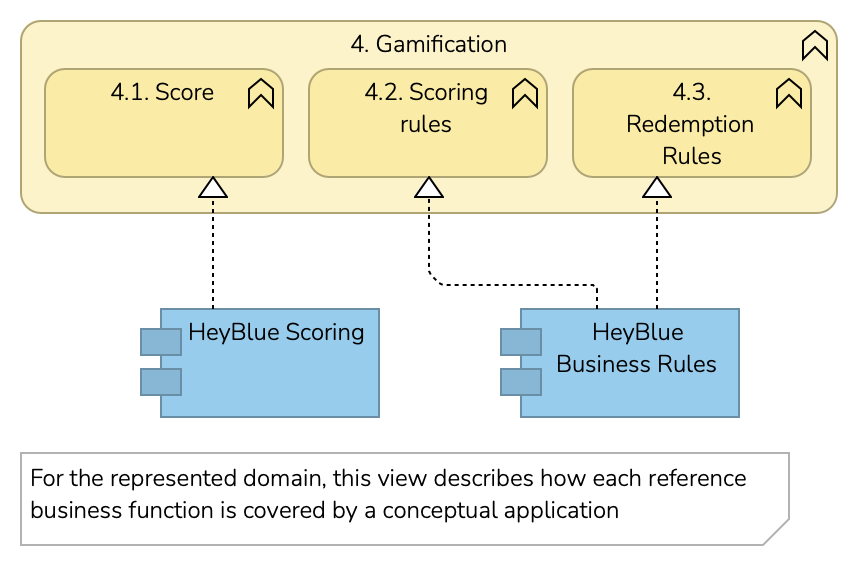 4. Gamification
4.1. Score
4.2. Scoring
rules
4.3.
Redemption
Rules
HeyBlue Scoring
HeyBlue
Business Rules
For the represented domain, this view describes how each reference
business function is covered by a conceptual application